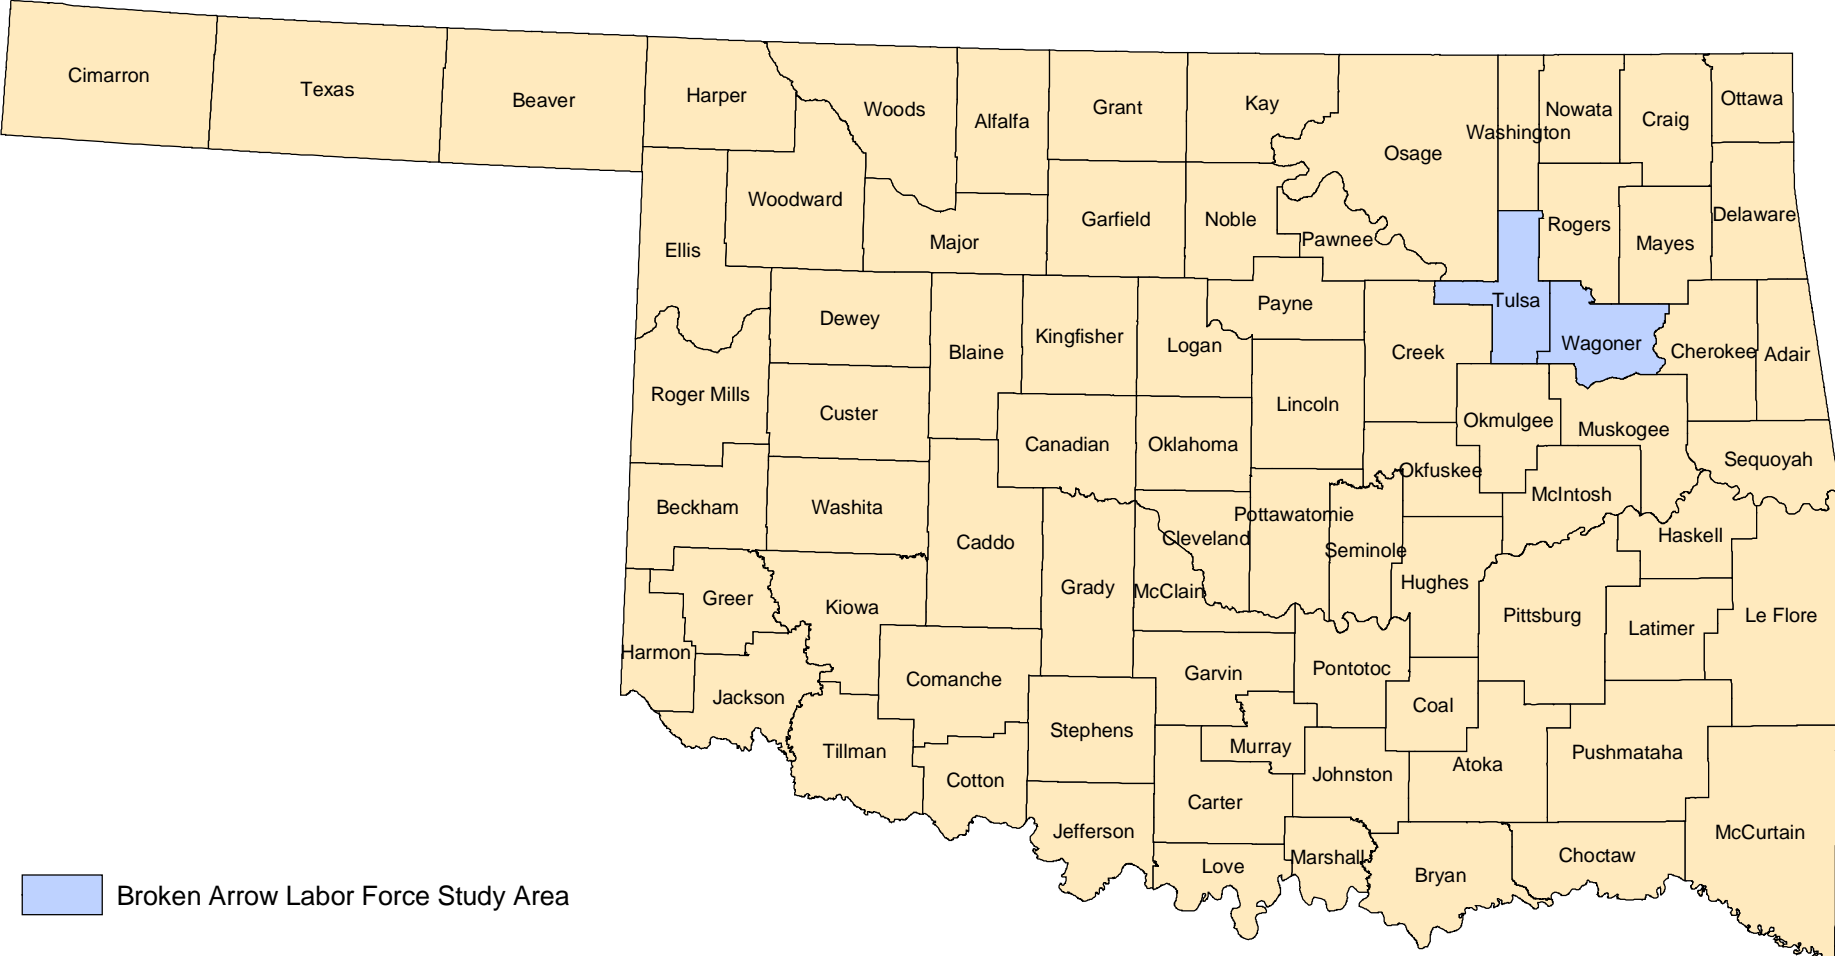 Cimarron
Texas
Beaver
Harper
Woods
Alfalfa
Grant
Kay
Osage
Washington
Nowata
Craig
Ottawa
Woodward
Ellis
Major
Garfield
Noble
Pawnee
Rogers
Mayes
Delaware
Dewey
Blaine
Kingfisher
Logan
Payne
Creek
Tulsa
Wagoner
Cherokee
Adair
Roger Mills
Custer
Canadian
Oklahoma
Lincoln
Okmulgee
Muskogee
Sequoyah
Okfuskee
McIntosh
Beckham
Washita
Caddo
Grady
Cleveland
McClain
Pottawatomie
Seminole
Hughes
Haskell
Pittsburg
Latimer
Le Flore
Greer
Kiowa
Harmon
Jackson
Comanche
Garvin
Pontotoc
Coal
Tillman
Stephens
Murray
Johnston
Atoka
Pushmataha
Cotton
Carter
Jefferson
McCurtain
Love
Marshall
Bryan
Choctaw
Broken Arrow Labor Force Study Area